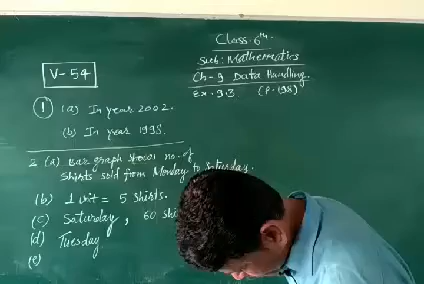 Class. 6th.
Sub: Mathematics
Ch-9 Data Handling.
Ex. 9.3. (P. 198)
V-54
1 (a) In year 2002.
(b) In year 1995.
2 (a) Bar graph shows no. of
shirts sold from Monday to Saturday.
(b) 1 unit = 5 shirts.
(c) Saturday, 60 shi
(d) Tuesday
(e)